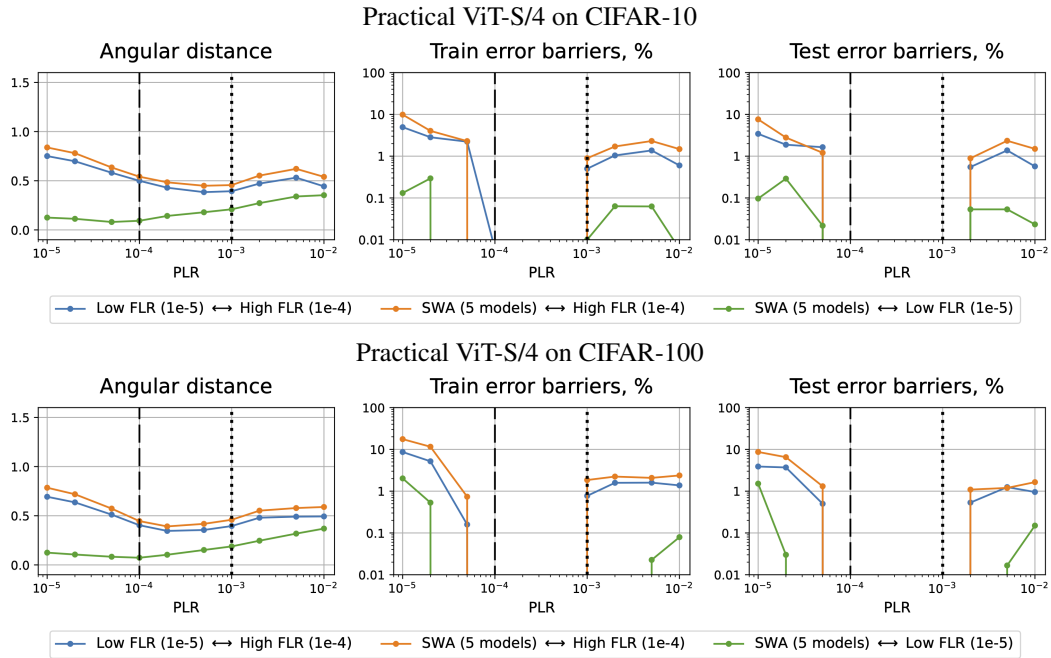 Practical ViT-S/4 on CIFAR-10
Angular distance
Train error barriers, %
Test error barriers, %
1.5
1.0
0.5
0.0
10⁻⁵ 10⁻⁴ 10⁻³ 10⁻²
PLR
100
10
1
0.1
0.01
10⁻⁵ 10⁻⁴ 10⁻³ 10⁻²
PLR
100
10
1
0.1
0.01
10⁻⁵ 10⁻⁴ 10⁻³ 10⁻²
PLR
Low FLR (1e-5) ↔ High FLR (1e-4) SWA (5 models) ↔ High FLR (1e-4) SWA (5 models) ↔ Low FLR (1e-5)
Practical ViT-S/4 on CIFAR-100
Angular distance
Train error barriers, %
Test error barriers, %
1.5
1.0
0.5
0.0
10⁻⁵ 10⁻⁴ 10⁻³ 10⁻²
PLR
100
10
1
0.1
0.01
10⁻⁵ 10⁻⁴ 10⁻³ 10⁻²
PLR
100
10
1
0.1
0.01
10⁻⁵ 10⁻⁴ 10⁻³ 10⁻²
PLR
Low FLR (1e-5) ↔ High FLR (1e-4) SWA (5 models) ↔ High FLR (1e-4) SWA (5 models) ↔ Low FLR (1e-5)